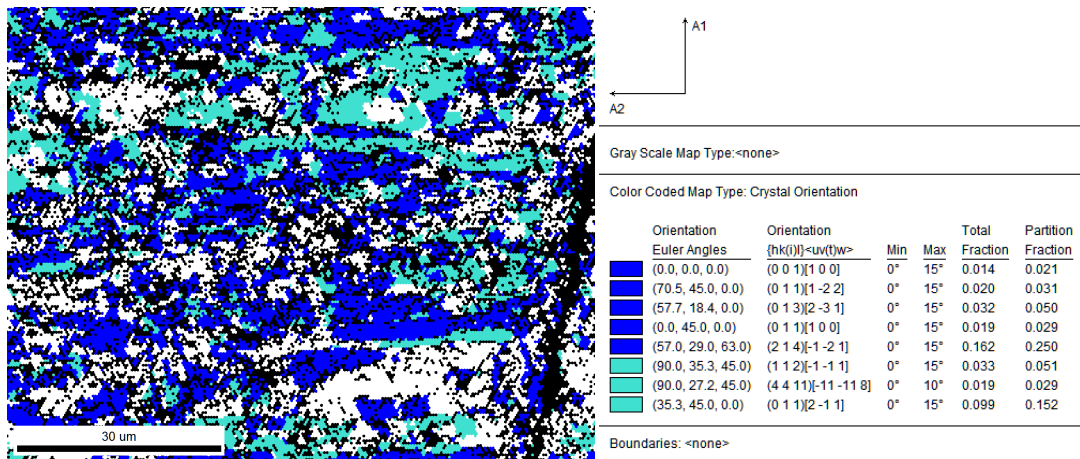 A1
A2
Gray Scale Map Type:<none>
Color Coded Map Type: Crystal Orientation
Orientation Orientation Total Partition
Euler Angles {hk(i)l}<uv(t)w> Min Max Fraction Fraction
(0.0, 0.0, 0.0) (0 0 1)[1 0 0] 0° 15° 0.014 0.021
(70.5, 45.0, 0.0) (0 1 1)[1 -2 2] 0° 15° 0.020 0.031
(57.7, 18.4, 0.0) (0 1 3)[2 -3 1] 0° 15° 0.032 0.050
(0.0, 45.0, 0.0) (0 1 1)[1 0 0] 0° 15° 0.019 0.029
(57.0, 29.0, 63.0) (2 1 4)[-1 -2 1] 0° 15° 0.162 0.250
(90.0, 35.3, 45.0) (1 1 2)[-1 -1 1] 0° 15° 0.033 0.051
(90.0, 27.2, 45.0) (4 4 11)[-11 -11 8] 0° 10° 0.019 0.029
(35.3, 45.0, 0.0) (0 1 1)[2 -1 1] 0° 15° 0.099 0.152
30 um
Boundaries: <none>